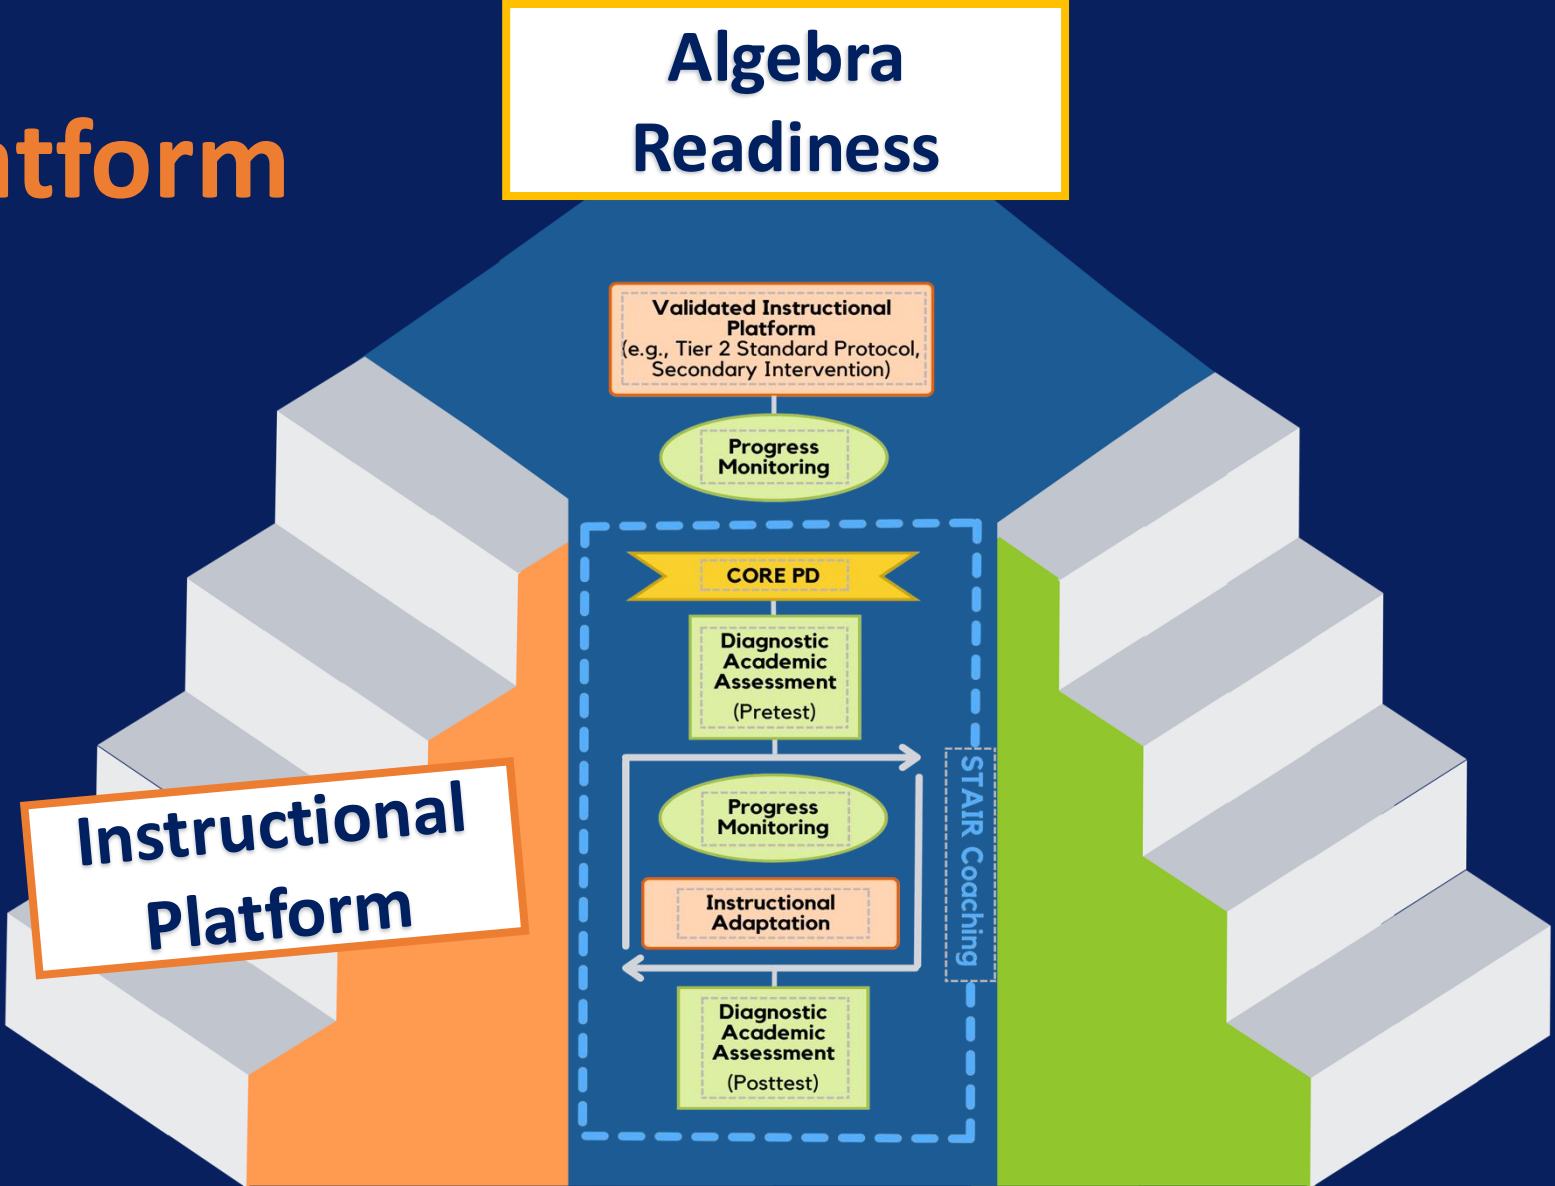 Algebra
Readiness
atform
Validated Instructional
Platform
(e.g., Tier 2 Standard Protocol,
Secondary Intervention)
Progress
Monitoring
CORE PD
Diagnostic
Academic
Assessment
(Pretest)
Progress
Monitoring
Instructional
Adaptation
STAIR Coaching
Diagnostic
Academic
Assessment
(Posttest)
Instructional
Platform